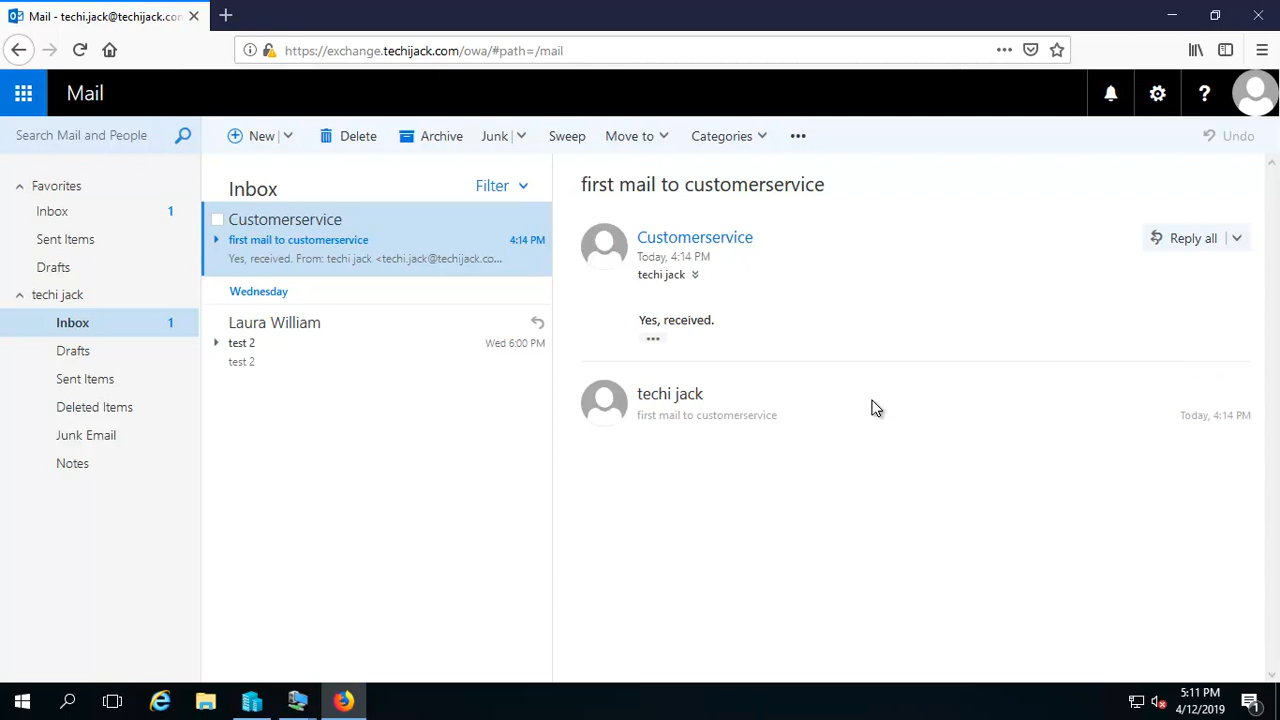 Mail - techi.jack@techijack.con
https://exchange.techijack.com/owa/#path=/mail
Mail
?
Search Mail and People
New
Delete
Archive
Junk
Sweep
Move to
Categories
Undo
Favorites
Inbox 1
Sent Items
Drafts
techi jack
Inbox 1
Drafts
Sent Items
Deleted Items
Junk Email
Notes
Inbox
Filter
Customerservice
first mail to customerservice 4:14 PM
Yes, received. From: techi jack <techi.jack@techijack.co...
Wednesday
Laura William
test 2 Wed 6:00 PM
test 2
first mail to customerservice
Customerservice
Today, 4:14 PM
techi jack
Reply all
Yes, received.
techi jack
first mail to customerservice
Today, 4:14 PM
5:11 PM
4/12/2019
1